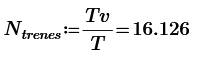 N_trenes := Tv/T = 16.126